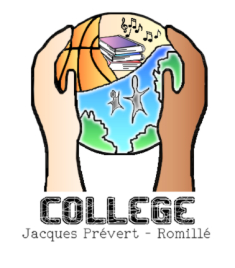 COLLEGE
Jacques Prévert - Romillé